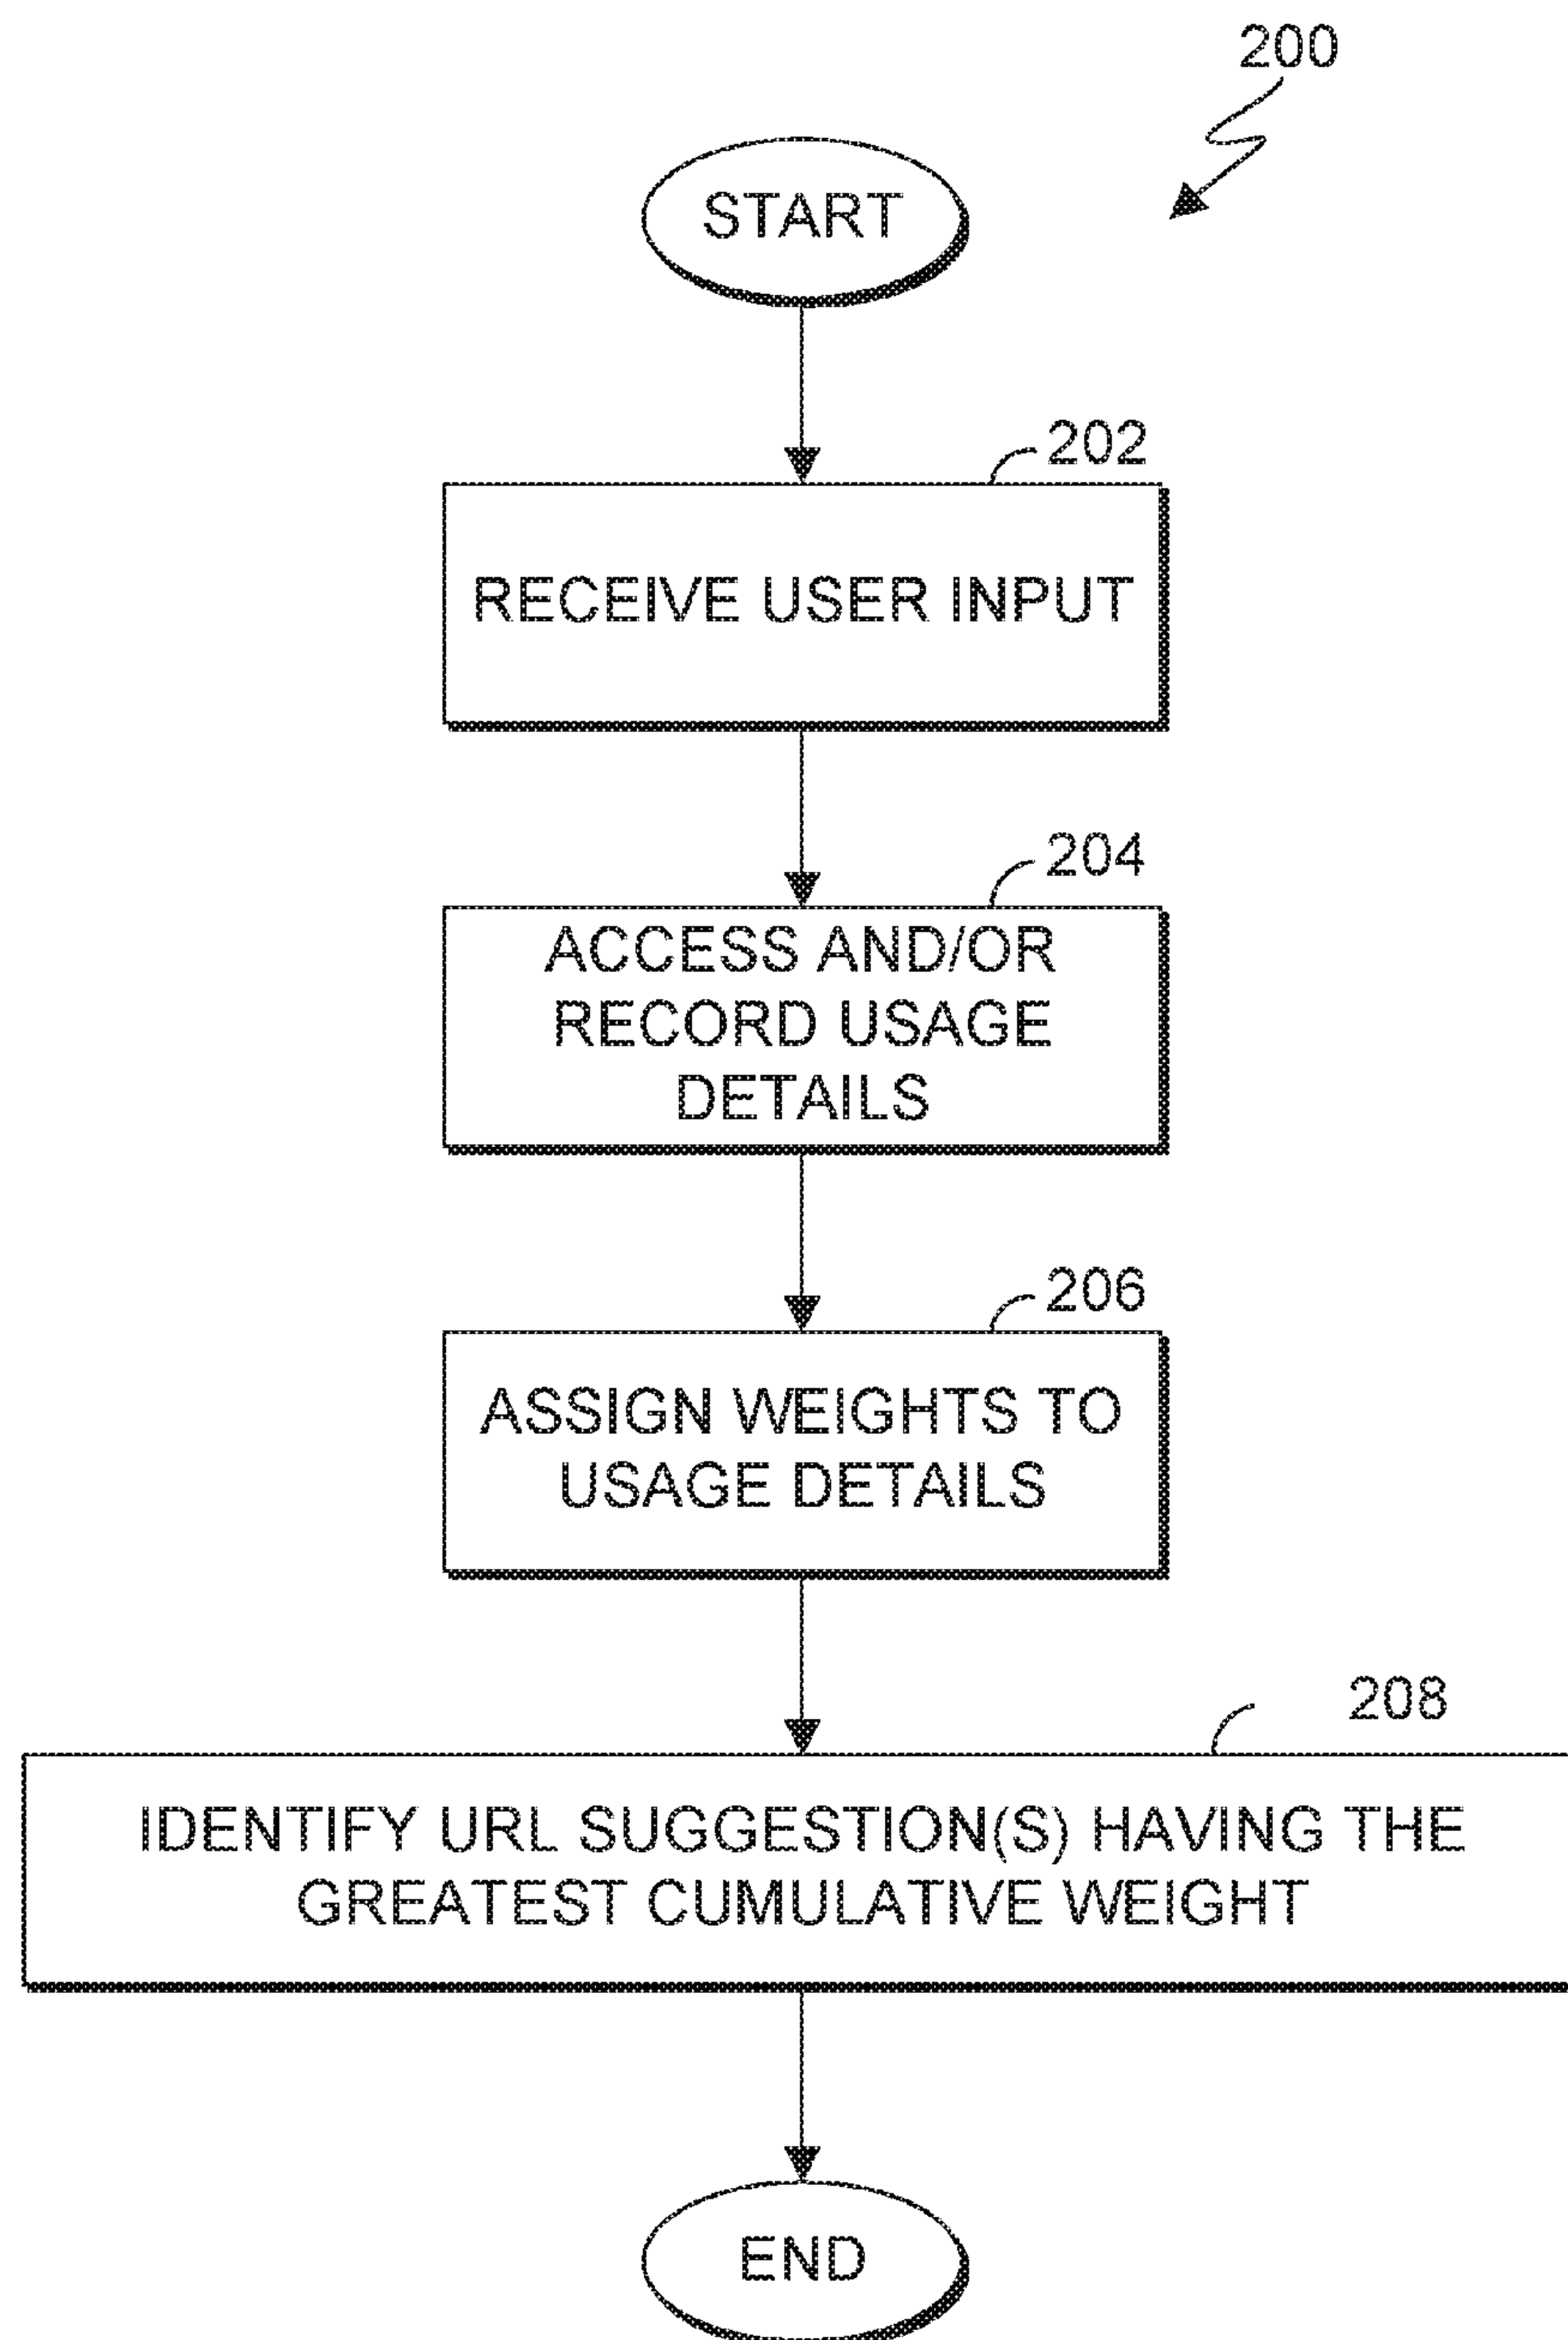 200
START
202
RECEIVE USER INPUT
204
ACCESS AND/OR
RECORD USAGE
DETAILS
206
ASSIGN WEIGHTS TO
USAGE DETAILS
208
IDENTIFY URL SUGGESTION(S) HAVING THE
GREATEST CUMULATIVE WEIGHT
END